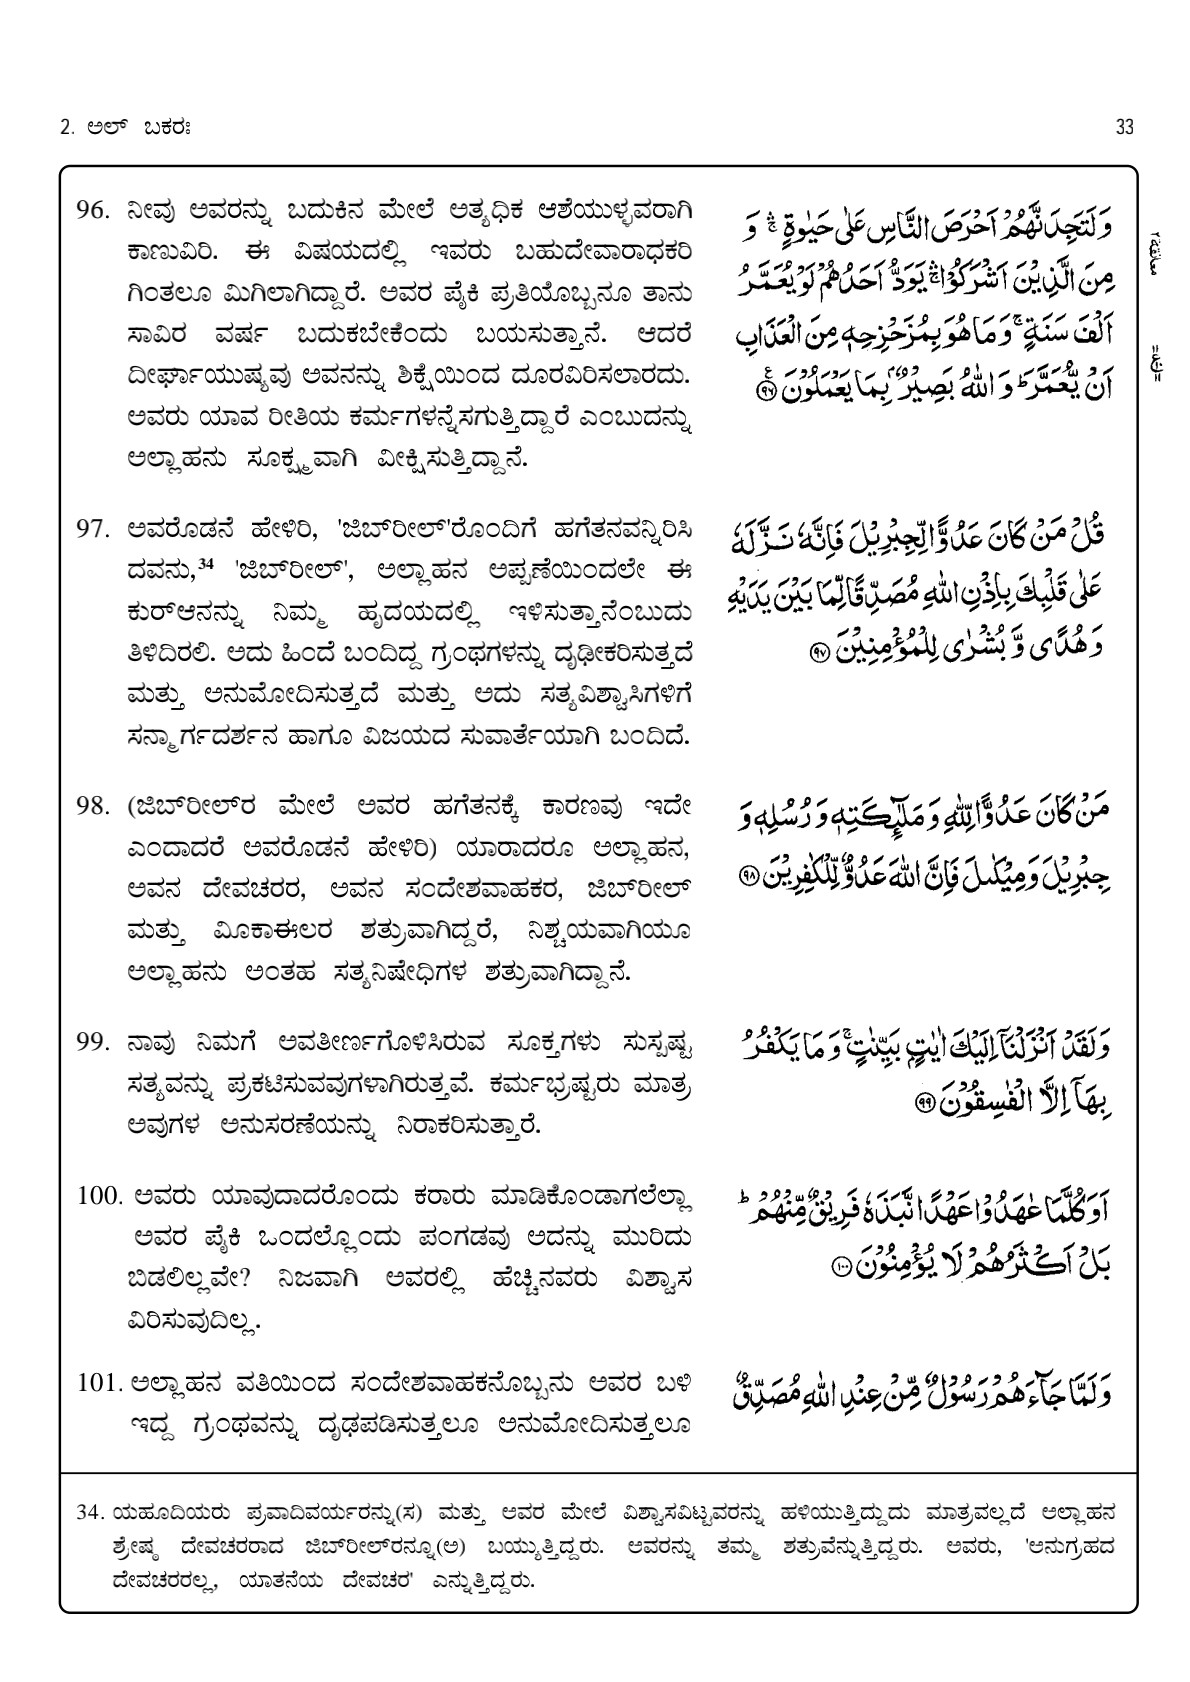 2. ಅಲ್ ಬಕರಃ
33
96. ನೀವು ಅವರನ್ನು ಬದುಕಿನ ಮೇಲೆ ಅತ್ಯಧಿಕ ಆಶೆಯುಳ್ಳವರಾಗಿ
ಕಾಣುವಿರಿ. ಈ ವಿಷಯದಲ್ಲಿ ಇವರು ಬಹುದೇವಾರಾಧಕರಿ
ಗಿಂತಲೂ ಮಿಗಿಲಾಗಿದ್ದಾರೆ. ಅವರ ಪೈಕಿ ಪ್ರತಿಯೊಬ್ಬನೂ ತಾನು
ಸಾವಿರ ವರ್ಷ ಬದುಕಬೇಕೆಂದು ಬಯಸುತ್ತಾನೆ. ಆದರೆ
ದೀರ್ಘಾಯುಷ್ಯವು ಅವನನ್ನು ಶಿಕ್ಷೆಯಿಂದ ದೂರವಿರಿಸಲಾರದು.
ಅವರು ಯಾವ ರೀತಿಯ ಕರ್ಮಗಳನ್ನೆಸಗುತ್ತಿದ್ದಾರೆ ಎಂಬುದನ್ನು
ಅಲ್ಲಾಹನು ಸೂಕ್ಷ್ಮವಾಗಿ ವೀಕ್ಷಿಸುತ್ತಿದ್ದಾನೆ.
وَلَتَجِدَنَّهُمْ اَحْرَصَ النَّاسِ عَلٰى حَيٰوةٍ ۛۚ وَ
مِنَ الَّذِيْنَ اَشْرَكُوْا ۛۚ يَوَدُّ اَحَدُهُمْ لَوْ يُعَمَّرُ
اَلْفَ سَنَةٍ ۚ وَمَا هُوَ بِمُزَحْزِحِهٖ مِنَ الْعَذَابِ
اَنْ يُّعَمَّرَ ؕ وَاللّٰهُ بَصِيْرٌۢ بِمَا يَعْمَلُوْنَ ۹۶
97. ಅವರೊಡನೆ ಹೇಳಿರಿ, 'ಜಿಬ್‌ರೀಲ್'ರೊಂದಿಗೆ ಹಗೆತನವನ್ನಿರಿಸಿ
ದವನು,³⁴ 'ಜಿಬ್‌ರೀಲ್', ಅಲ್ಲಾಹನ ಅಪ್ಪಣೆಯಿಂದಲೇ ಈ
ಕುರ್‌ಆನನ್ನು ನಿಮ್ಮ ಹೃದಯದಲ್ಲಿ ಇಳಿಸುತ್ತಾನೆಂಬುದು
ತಿಳಿದಿರಲಿ. ಅದು ಹಿಂದೆ ಬಂದಿದ್ದ ಗ್ರಂಥಗಳನ್ನು ದೃಢೀಕರಿಸುತ್ತದೆ
ಮತ್ತು ಅನುಮೋದಿಸುತ್ತದೆ ಮತ್ತು ಅದು ಸತ್ಯವಿಶ್ವಾಸಿಗಳಿಗೆ
ಸನ್ಮಾರ್ಗದರ್ಶನ ಹಾಗೂ ವಿಜಯದ ಸುವಾರ್ತೆಯಾಗಿ ಬಂದಿದೆ.
قُلْ مَنْ كَانَ عَدُوًّا لِّجِبْرِيْلَ فَاِنَّهٗ نَزَّلَهٗ
عَلٰى قَلْبِكَ بِاِذْنِ اللّٰهِ مُصَدِّقًا لِّمَا بَيْنَ يَدَيْهِ
وَهُدًى وَّ بُشْرٰى لِلْمُؤْمِنِيْنَ ۹۷
98. (ಜಿಬ್‌ರೀಲ್‌ರ ಮೇಲೆ ಅವರ ಹಗೆತನಕ್ಕೆ ಕಾರಣವು ಇದೇ
ಎಂದಾದರೆ ಅವರೊಡನೆ ಹೇಳಿರಿ) ಯಾರಾದರೂ ಅಲ್ಲಾಹನ,
ಅವನ ದೇವಚರರ, ಅವನ ಸಂದೇಶವಾಹಕರ, ಜಿಬ್‌ರೀಲ್
ಮತ್ತು ಮೀಕಾಈಲರ ಶತ್ರುವಾಗಿದ್ದರೆ, ನಿಶ್ಚಯವಾಗಿಯೂ
ಅಲ್ಲಾಹನು ಅಂತಹ ಸತ್ಯನಿಷೇಧಿಗಳ ಶತ್ರುವಾಗಿದ್ದಾನೆ.
مَنْ كَانَ عَدُوًّا لِّلّٰهِ وَمَلٰٓئِكَتِهٖ وَرُسُلِهٖ وَ
جِبْرِيْلَ وَمِيْكٰىلَ فَاِنَّ اللّٰهَ عَدُوٌّ لِّلْكٰفِرِيْنَ ۹۸
99. ನಾವು ನಿಮಗೆ ಅವತೀರ್ಣಗೊಳಿಸಿರುವ ಸೂಕ್ತಗಳು ಸುಸ್ಪಷ್ಟ
ಸತ್ಯವನ್ನು ಪ್ರಕಟಿಸುವವುಗಳಾಗಿರುತ್ತವೆ. ಕರ್ಮಭ್ರಷ್ಟರು ಮಾತ್ರ
ಅವುಗಳ ಅನುಸರಣೆಯನ್ನು ನಿರಾಕರಿಸುತ್ತಾರೆ.
وَلَقَدْ اَنْزَلْنَاۤ اِلَيْكَ اٰيٰتٍۭ بَيِّنٰتٍ ۚ وَمَا يَكْفُرُ
بِهَاۤ اِلَّا الْفٰسِقُوْنَ ۹۹
100. ಅವರು ಯಾವುದಾದರೊಂದು ಕರಾರು ಮಾಡಿಕೊಂಡಾಗಲೆಲ್ಲಾ
ಅವರ ಪೈಕಿ ಒಂದಲ್ಲೊಂದು ಪಂಗಡವು ಅದನ್ನು ಮುರಿದು
ಬಿಡಲಿಲ್ಲವೇ? ನಿಜವಾಗಿ ಅವರಲ್ಲಿ ಹೆಚ್ಚಿನವರು ವಿಶ್ವಾಸ
ವಿರಿಸುವುದಿಲ್ಲ.
اَوَكُلَّمَا عٰهَدُوْا عَهْدًا نَّبَذَهٗ فَرِيْقٌ مِّنْهُمْ ؕ
بَلْ اَكْثَرُهُمْ لَا يُؤْمِنُوْنَ ۱۰۰
101. ಅಲ್ಲಾಹನ ವತಿಯಿಂದ ಸಂದೇಶವಾಹಕನೊಬ್ಬನು ಅವರ ಬಳಿ
ಇದ್ದ ಗ್ರಂಥವನ್ನು ದೃಢಪಡಿಸುತ್ತಲೂ ಅನುಮೋದಿಸುತ್ತಲೂ
وَلَمَّا جَآءَهُمْ رَسُوْلٌ مِّنْ عِنْدِ اللّٰهِ مُصَدِّقٌ
34. ಯಹೂದಿಯರು ಪ್ರವಾದಿವರ್ಯರನ್ನು(ಸ) ಮತ್ತು ಅವರ ಮೇಲೆ ವಿಶ್ವಾಸವಿಟ್ಟವರನ್ನು ಹಳಿಯುತ್ತಿದ್ದುದು ಮಾತ್ರವಲ್ಲದೆ ಅಲ್ಲಾಹನ
ಶ್ರೇಷ್ಠ ದೇವಚರರಾದ ಜಿಬ್‌ರೀಲ್‌ರನ್ನೂ(ಅ) ಬಯ್ಯುತ್ತಿದ್ದರು. ಅವರನ್ನು ತಮ್ಮ ಶತ್ರುವೆನ್ನುತ್ತಿದ್ದರು. ಅವರು, 'ಅನುಗ್ರಹದ
ದೇವಚರರಲ್ಲ, ಯಾತನೆಯ ದೇವಚರ' ಎನ್ನುತ್ತಿದ್ದರು.